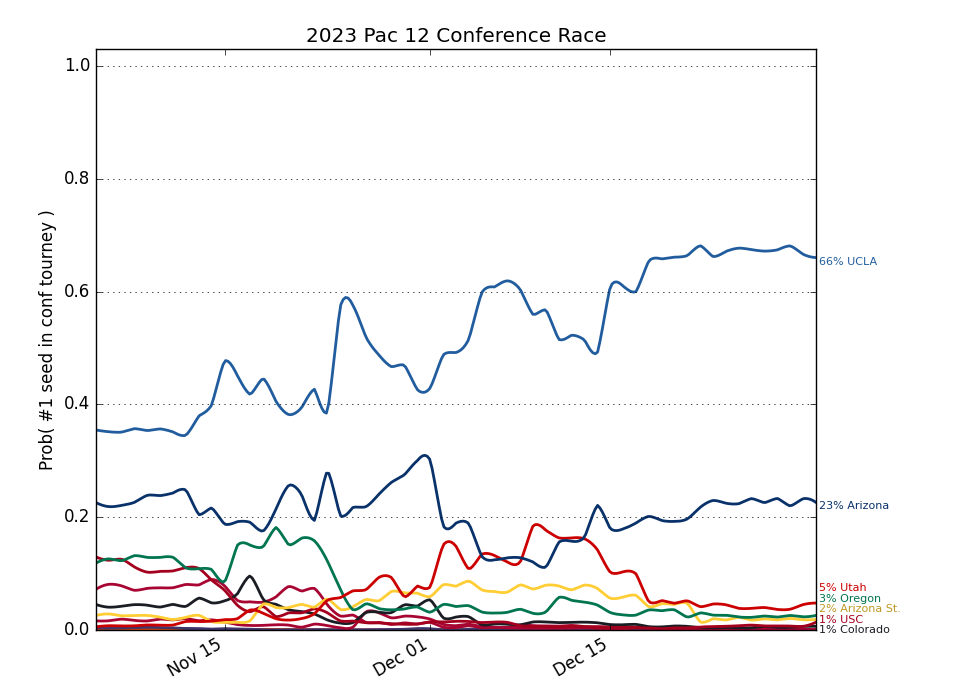 2023 Pac 12 Conference Race
Prob( #1 seed in conf tourney )
1.0
0.8
0.6
0.4
0.2
0.0
Nov 15
Dec 01
Dec 15
66% UCLA
23% Arizona
5% Utah
3% Oregon
2% Arizona St.
1% USC
1% Colorado